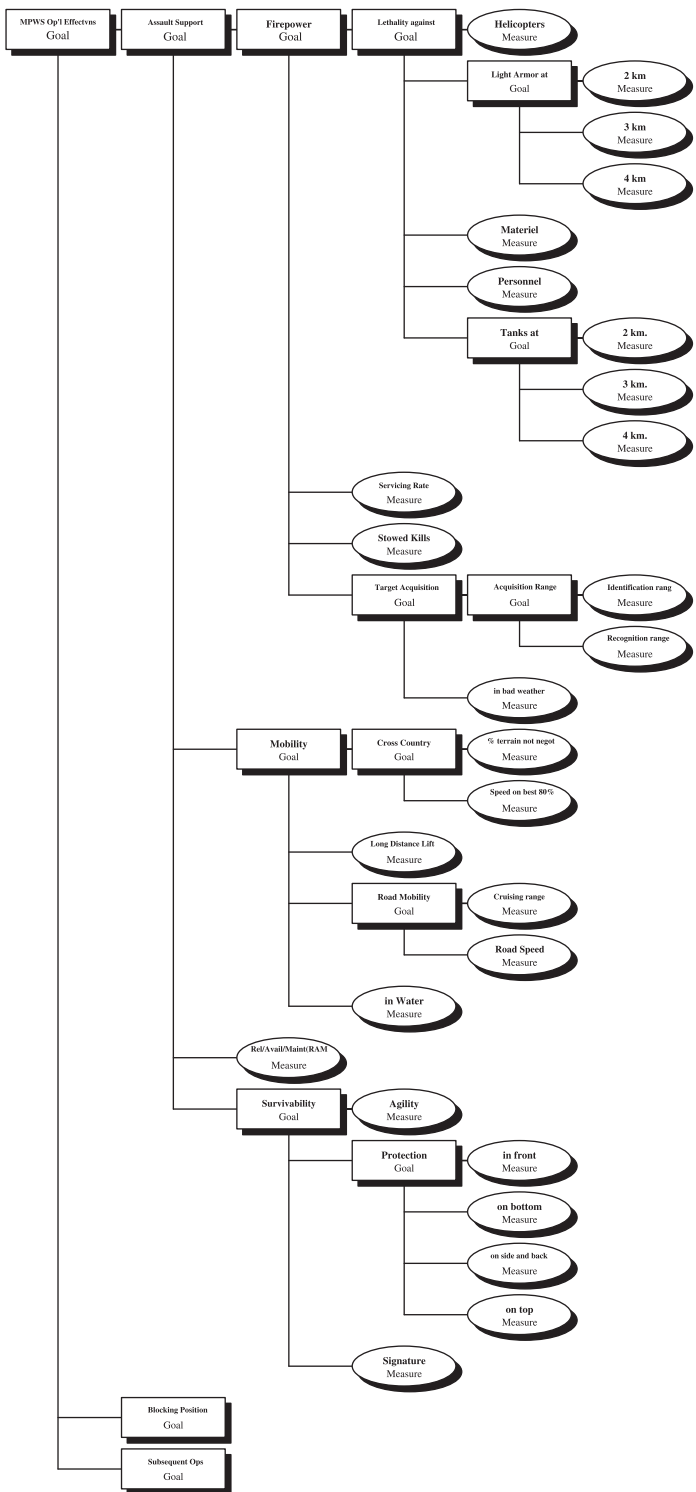 MPWS Op'l Effectvns
Goal
Assault Support
Goal
Firepower
Goal
Lethality against
Goal
Helicopters
Measure
Light Armor at
Goal
2 km
Measure
3 km
Measure
4 km
Measure
Materiel
Measure
Personnel
Measure
Tanks at
Goal
2 km.
Measure
3 km.
Measure
4 km.
Measure
Servicing Rate
Measure
Stowed Kills
Measure
Target Acquisition
Goal
Acquisition Range
Goal
Identification rang
Measure
Recognition range
Measure
in bad weather
Measure
Mobility
Goal
Cross Country
Goal
% terrain not negot
Measure
Speed on best 80%
Measure
Long Distance Lift
Measure
Road Mobility
Goal
Cruising range
Measure
Road Speed
Measure
in Water
Measure
Rel/Avail/Maint(RAM
Measure
Survivability
Goal
Agility
Measure
Protection
Goal
in front
Measure
on bottom
Measure
on side and back
Measure
on top
Measure
Signature
Measure
Blocking Position
Goal
Subsequent Ops
Goal